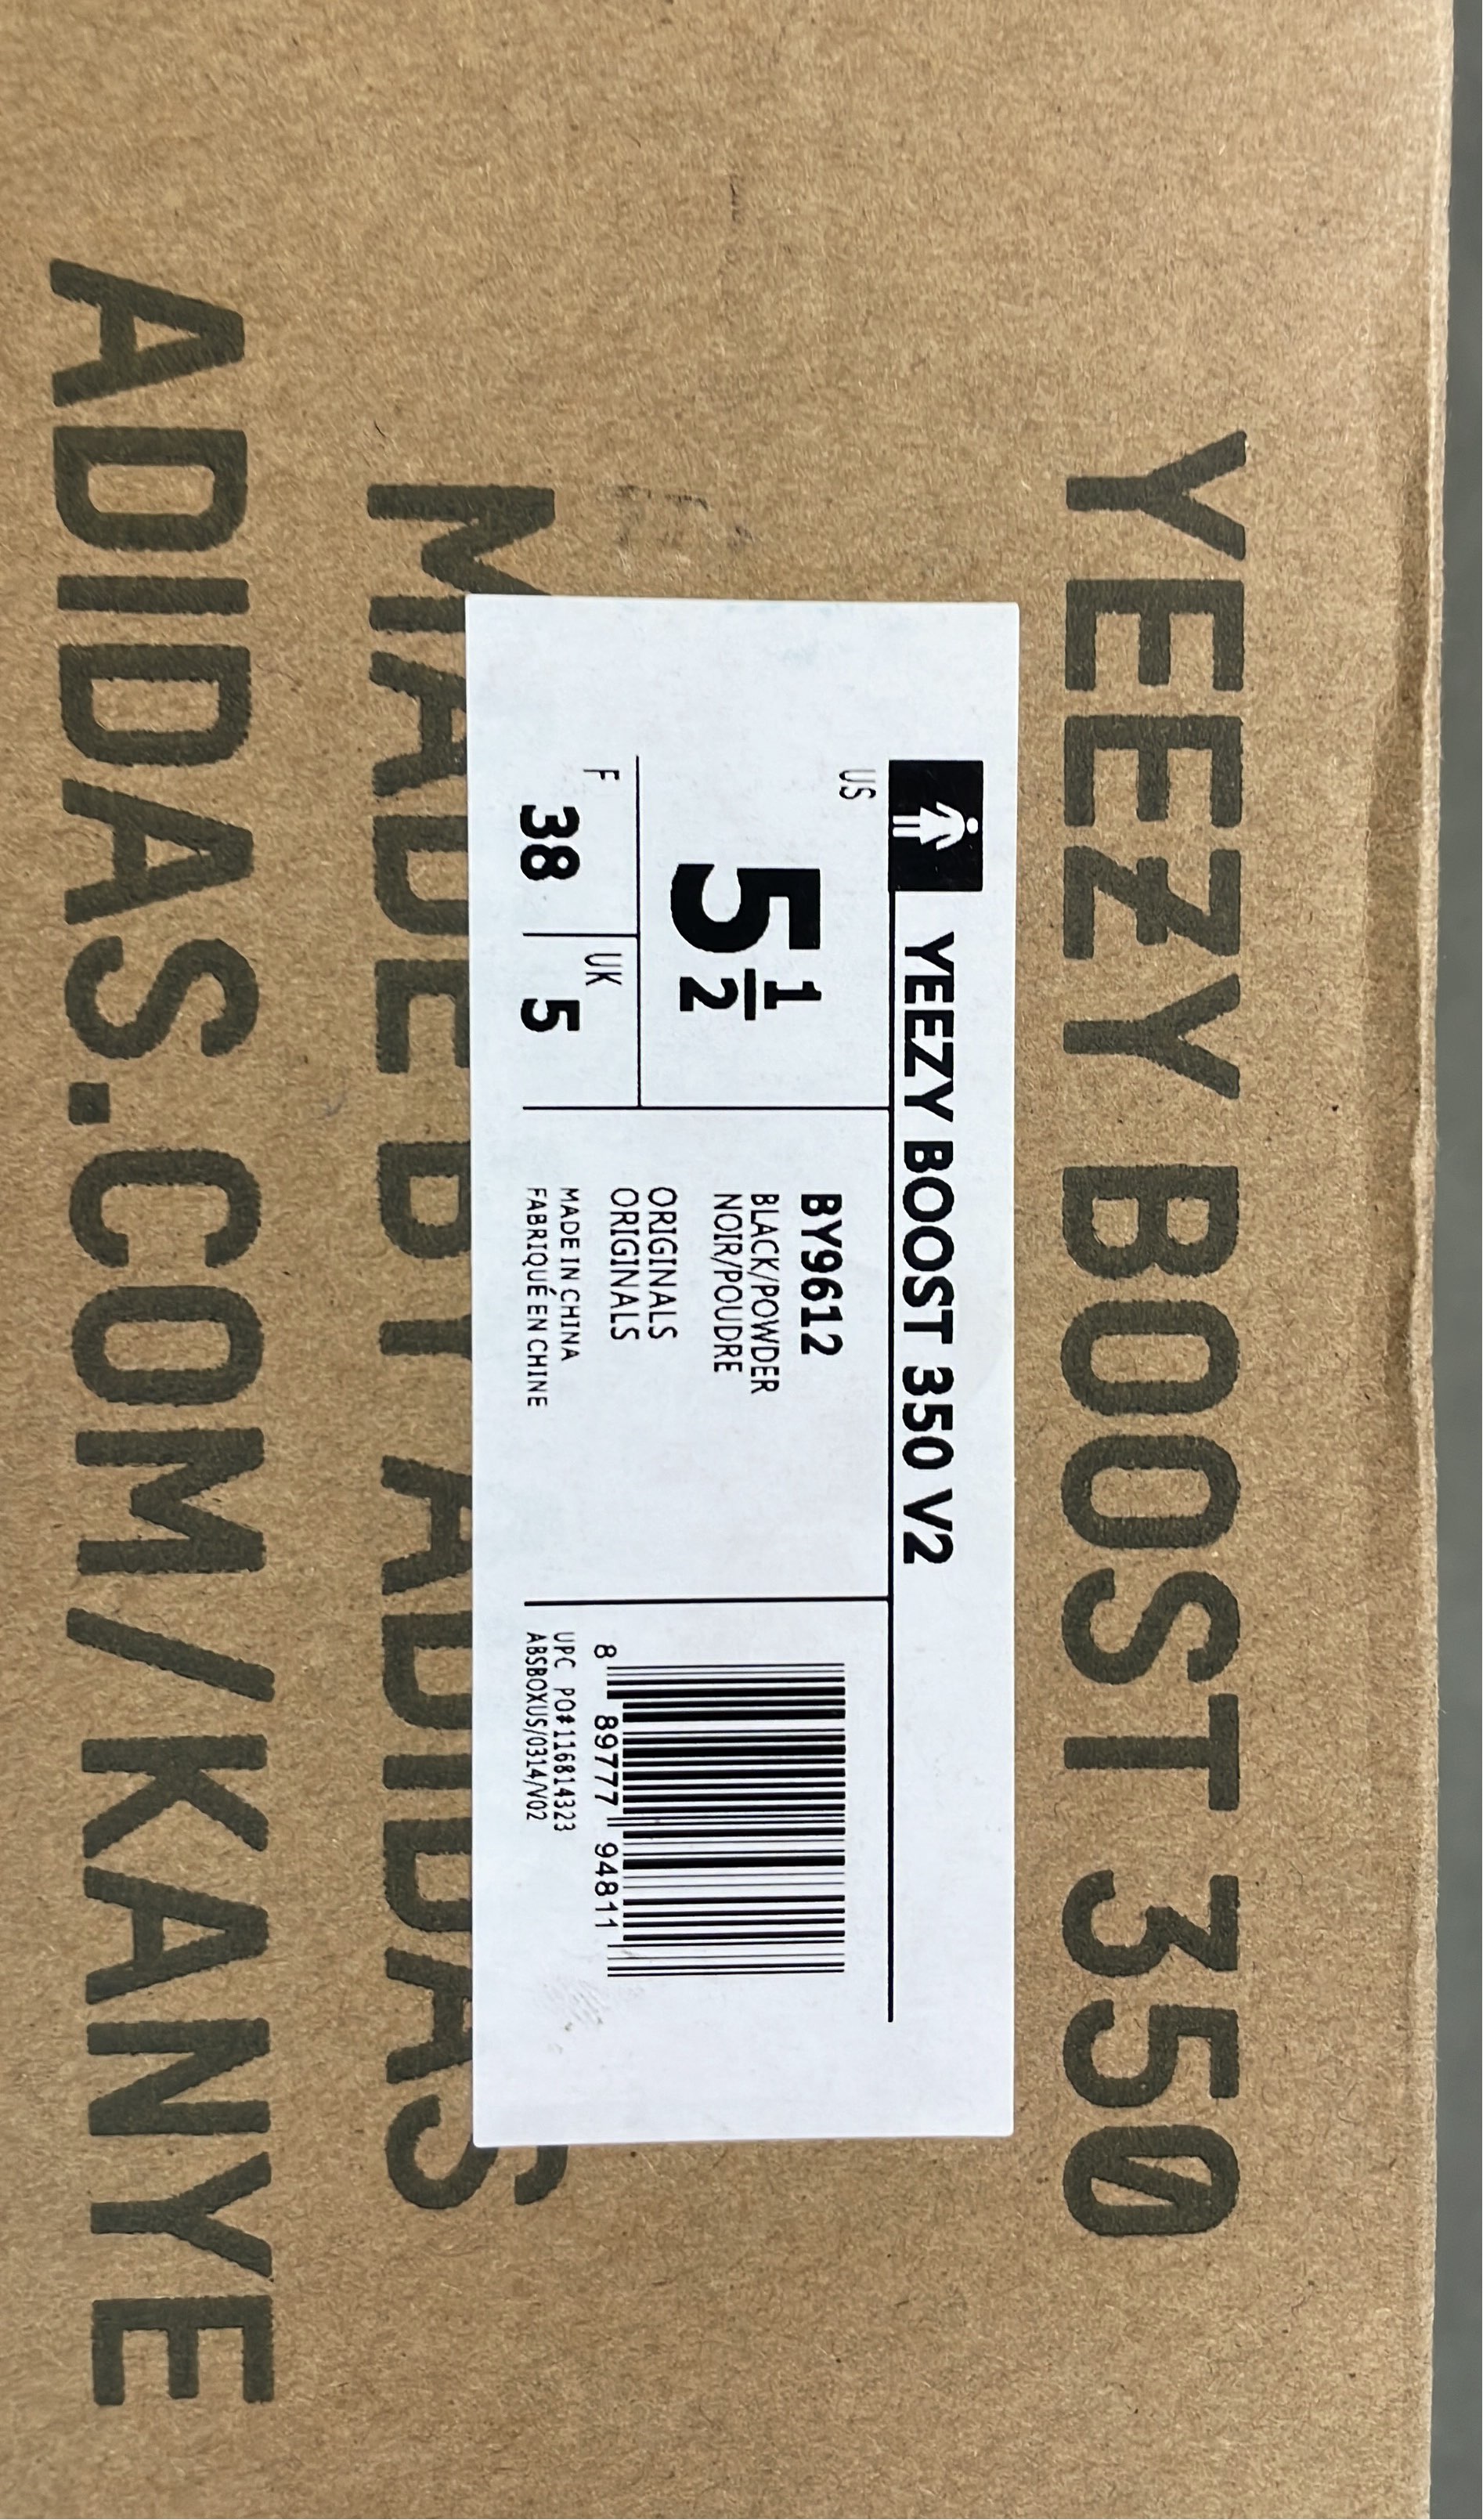 YEEZY BOOST 350
YEEZY BOOST 350 V2
US
5 1/2
F 38
UK 5
BY9612
BLACK/POWDER
NOIR/POUDRE
ORIGINALS
ORIGINALS
MADE IN CHINA
FABRIQUÉ EN CHINE
8 89777 94811
UPC PO#116814323
ABSBOXUS/0314/V02
MADE BY ADIDAS
ADIDAS.COM/KANYE